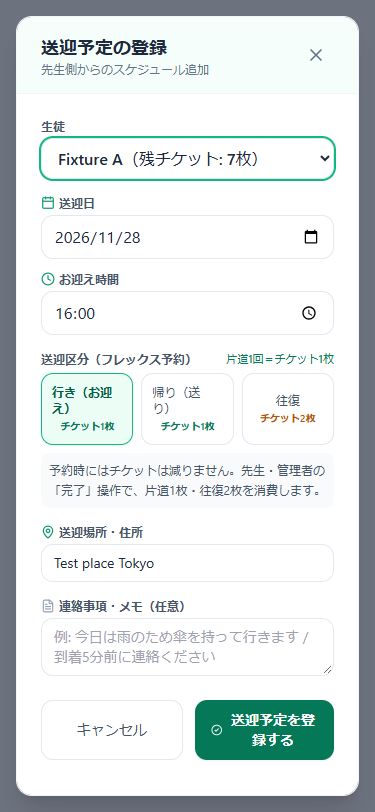 送迎予定の登録
先生側からのスケジュール追加
生徒
Fixture A（残チケット: 7枚）
送迎日
2026/11/28
お迎え時間
16:00
送迎区分（フレックス予約）
片道1回＝チケット1枚
行き（お迎
え）
チケット1枚
帰り（送
り）
チケット1枚
往復
チケット2枚
予約時にはチケットは減りません。先生・管理者の
「完了」操作で、片道1枚・往復2枚を消費します。
送迎場所・住所
Test place Tokyo
連絡事項・メモ（任意）
例: 今日は雨のため傘を持って行きます /
到着5分前に連絡ください
キャンセル
送迎予定を登
録する